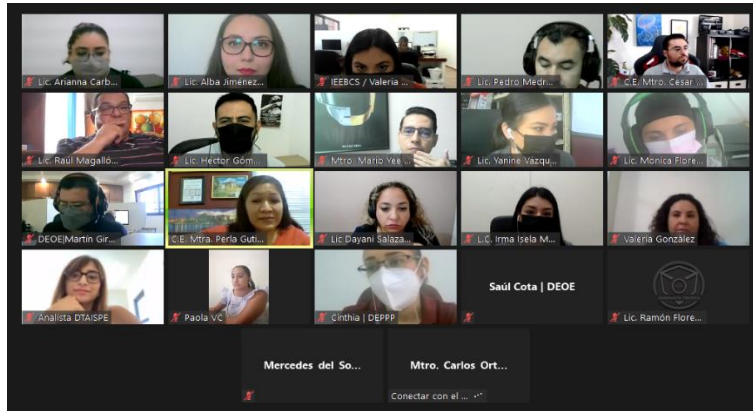 Lic. Arianna Carb...
Lic. Alba Jiménez...
IEEBCS / Valeria ...
Lic. Pedro Medr...
C.E. Mtro. Cesar ...
Lic. Raúl Magalló...
Lic. Hector Góm...
Mtro. Mario Yee ...
Lic. Yanine Vázqu...
Lic. Monica Flore...
DEOE|Martín Gir...
C.E. Mtra. Perla Guti...
Lic Dayani Salaza...
L.C. Irma Isela M...
Valeria González
Analista DTAISPE
Paola VC
Cinthia | DEPPP
Saúl Cota | DEOE
Lic. Ramón Flore...
Mercedes del So...
Mtro. Carlos Ort...
Conectar con el ...